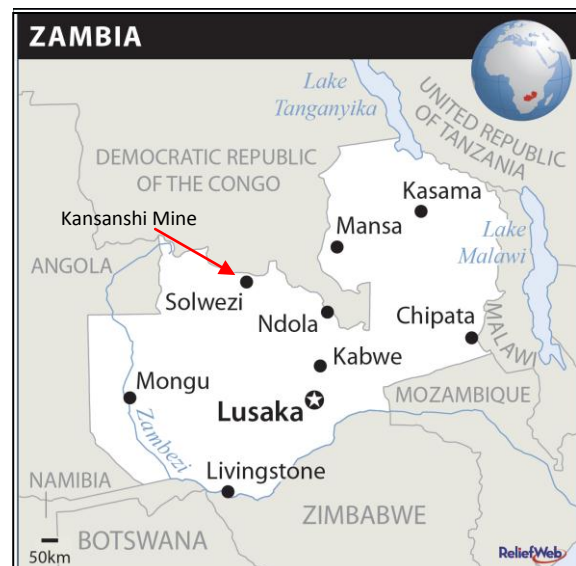 ZAMBIA
Lake
Tanganyika
UNITED REPUBLIC
OF TANZANIA
DEMOCRATIC REPUBLIC
OF THE CONGO
Kasama
Kansanshi Mine
Mansa
Lake
Malawi
ANGOLA
Solwezi
Ndola
Chipata
MALAWI
Kabwe
Mongu
MOZAMBIQUE
Lusaka
Zambezi
Livingstone
NAMIBIA
ZIMBABWE
BOTSWANA
50km
ReliefWeb